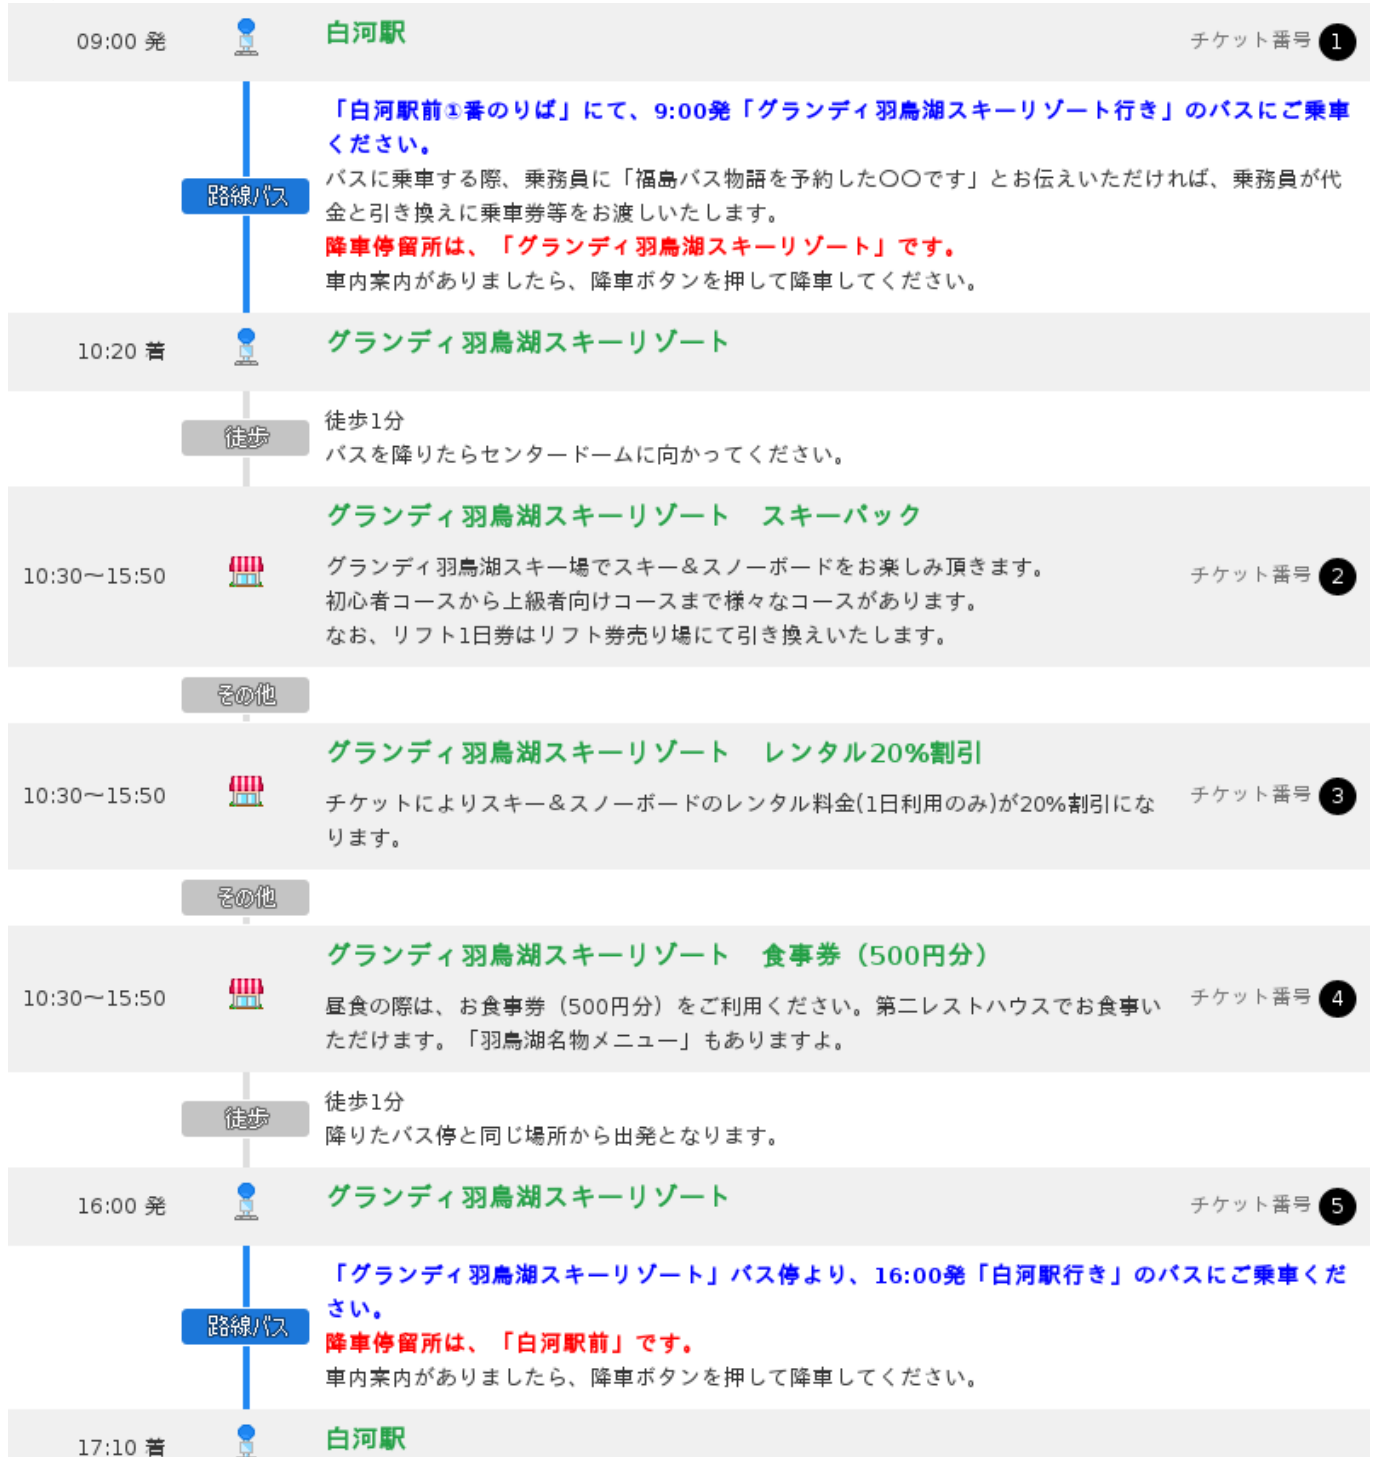 09:00 発
白河駅
チケット番号 1
「白河駅前①番のりば」にて、9:00発「グランディ羽鳥湖スキーリゾート行き」のバスにご乗車
ください。
路線バス
バスに乗車する際、乗務員に「福島バス物語を予約した〇〇です」とお伝えいただければ、乗務員が代
金と引き換えに乗車券等をお渡しいたします。
降車停留所は、「グランディ羽鳥湖スキーリゾート」です。
車内案内がありましたら、降車ボタンを押して降車してください。
10:20 着
グランディ羽鳥湖スキーリゾート
徒歩
徒歩1分
バスを降りたらセンタードームに向かってください。
グランディ羽鳥湖スキーリゾート　スキーパック
10:30～15:50
グランディ羽鳥湖スキー場でスキー＆スノーボードをお楽しみ頂きます。
初心者コースから上級者向けコースまで様々なコースがあります。
なお、リフト1日券はリフト券売り場にて引き換えいたします。
チケット番号 2
その他
グランディ羽鳥湖スキーリゾート　レンタル20%割引
10:30～15:50
チケットによりスキー＆スノーボードのレンタル料金(1日利用のみ)が20%割引にな
ります。
チケット番号 3
その他
グランディ羽鳥湖スキーリゾート　食事券（500円分）
10:30～15:50
昼食の際は、お食事券（500円分）をご利用ください。第二レストハウスでお食事い
ただけます。「羽鳥湖名物メニュー」もありますよ。
チケット番号 4
徒歩
徒歩1分
降りたバス停と同じ場所から出発となります。
16:00 発
グランディ羽鳥湖スキーリゾート
チケット番号 5
「グランディ羽鳥湖スキーリゾート」バス停より、16:00発「白河駅行き」のバスにご乗車くだ
さい。
路線バス
降車停留所は、「白河駅前」です。
車内案内がありましたら、降車ボタンを押して降車してください。
17:10 着
白河駅